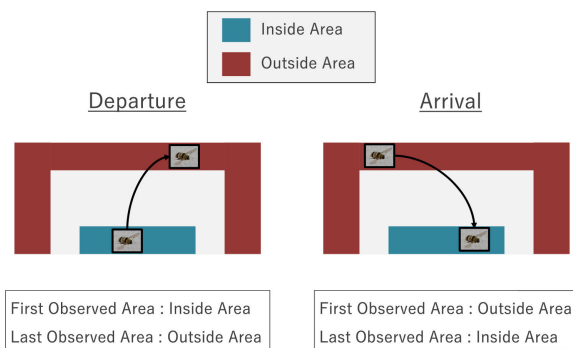 Inside Area
Outside Area
Departure
Arrival
First Observed Area : Inside Area
Last Observed Area : Outside Area
First Observed Area : Outside Area
Last Observed Area : Inside Area